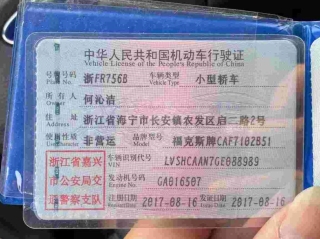 中华人民共和国机动车行驶证
Vehicle License of the People's Republic of China
号牌号码 浙FR756B 车辆类型 小型轿车
Plate No. Vehicle Type
所有人 何沁洁
Owner
住址 浙江省海宁市长安镇农发区启二路2号
Address
使用性质 非营运 品牌型号 福克斯牌CAF7180B51
Use Character Model
浙江省嘉兴 车辆识别代号 LVSHCAAN7GE088989
VIN
市公安局交 发动机号码 GA016507
Engine No.
通警察支队 注册日期 2017-08-16 发证日期 2017-08-16
Register Date Issue Date